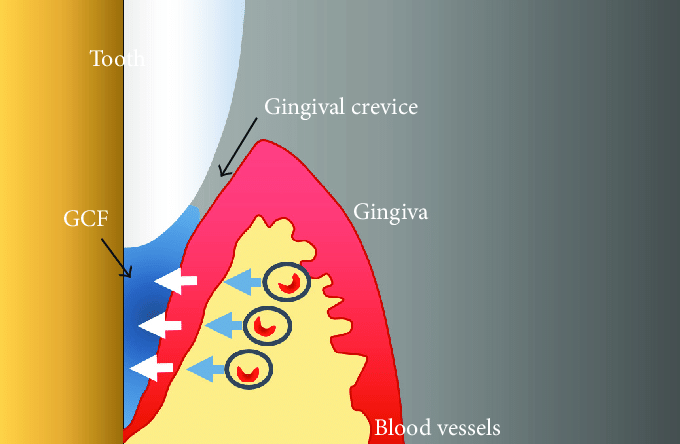 Tooth
Gingival crevice
GCF
Gingiva
Blood vessels